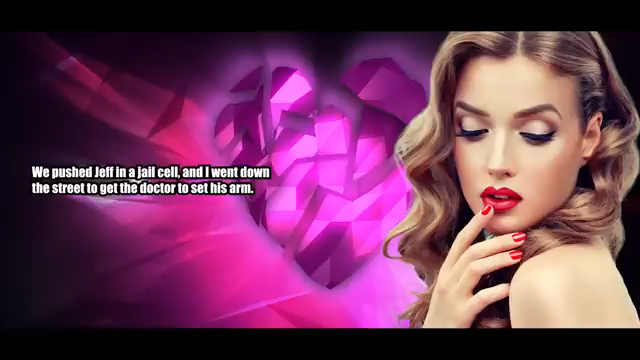 We pushed Jeff in a jail cell, and I went down
the street to get the doctor to set his arm.